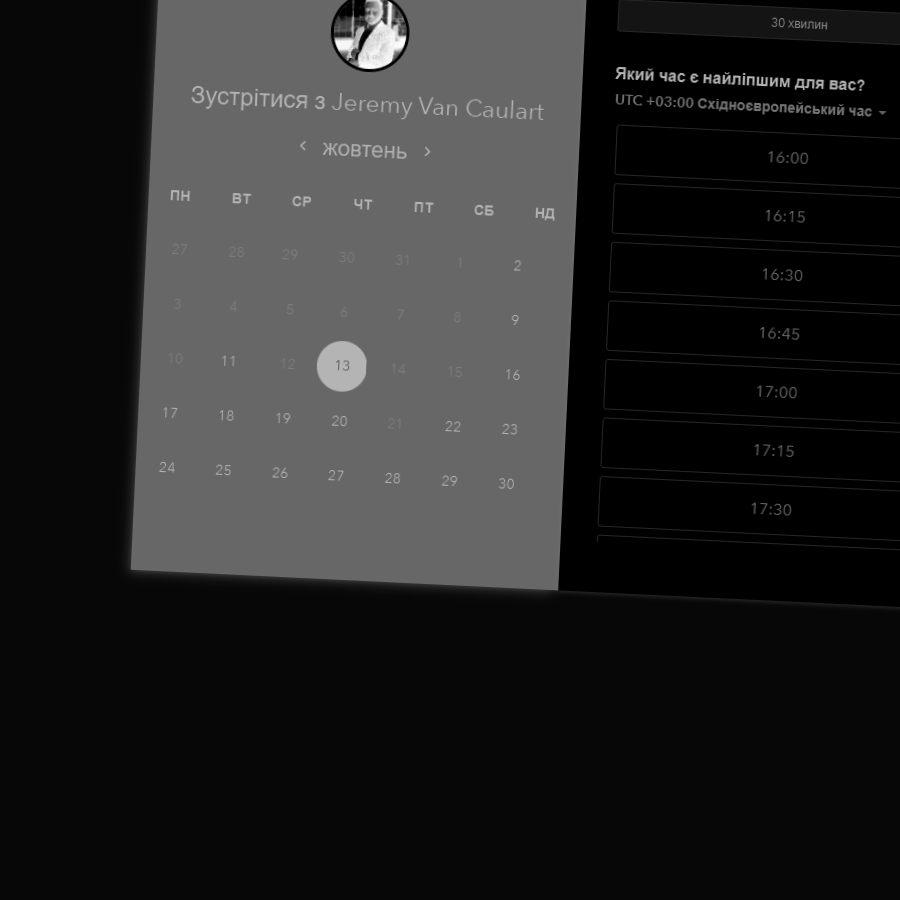 Зустрітися з Jeremy Van Caulart
жовтень
ПН ВТ СР ЧТ ПТ СБ НД
27 28 29 30 31 1 2
3 4 5 6 7 8 9
10 11 12 13 14 15 16
17 18 19 20 21 22 23
24 25 26 27 28 29 30
30 хвилин
Який час є найліпшим для вас?
UTC +03:00 Східноєвропейський час
16:00
16:15
16:30
16:45
17:00
17:15
17:30